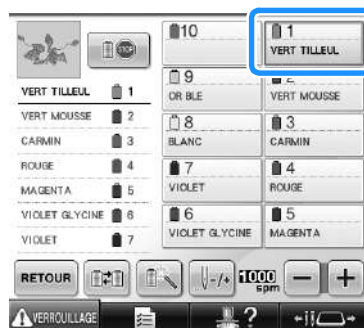 10
1
VERT TILLEUL
9
OR BLE
2
VERT MOUSSE
8
BLANC
3
CARMIN
7
VIOLET
4
ROUGE
6
VIOLET GLYCINE
5
MAGENTA
STOP
VERT TILLEUL 1
VERT MOUSSE 2
CARMIN 3
ROUGE 4
MAGENTA 5
VIOLET GLYCINE 6
VIOLET 7
RETOUR
-/+
1000
spm
− +
VERROUILLAGE
?